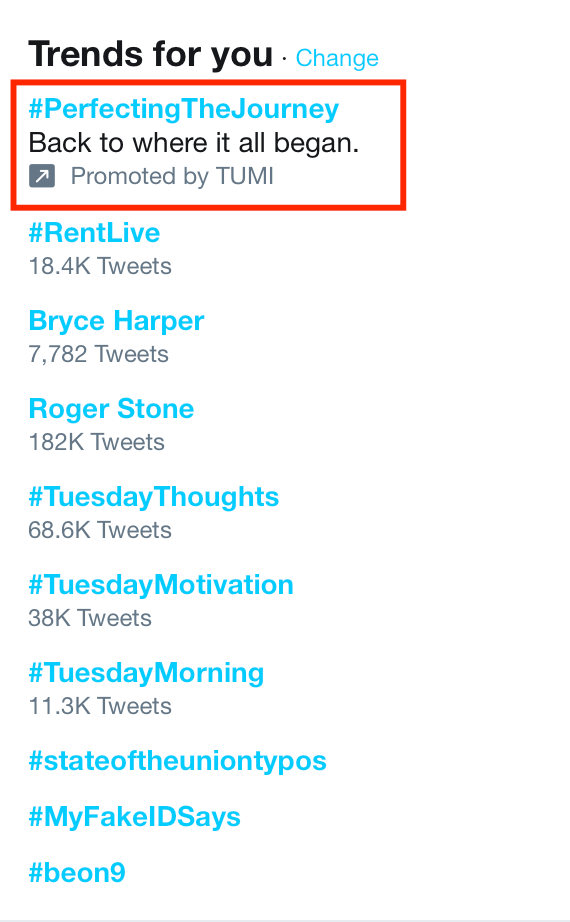 Trends for you · Change
#PerfectingTheJourney
Back to where it all began.
Promoted by TUMI
#RentLive
18.4K Tweets
Bryce Harper
7,782 Tweets
Roger Stone
182K Tweets
#TuesdayThoughts
68.6K Tweets
#TuesdayMotivation
38K Tweets
#TuesdayMorning
11.3K Tweets
#stateoftheuniontypos
#MyFakeIDSays
#beon9